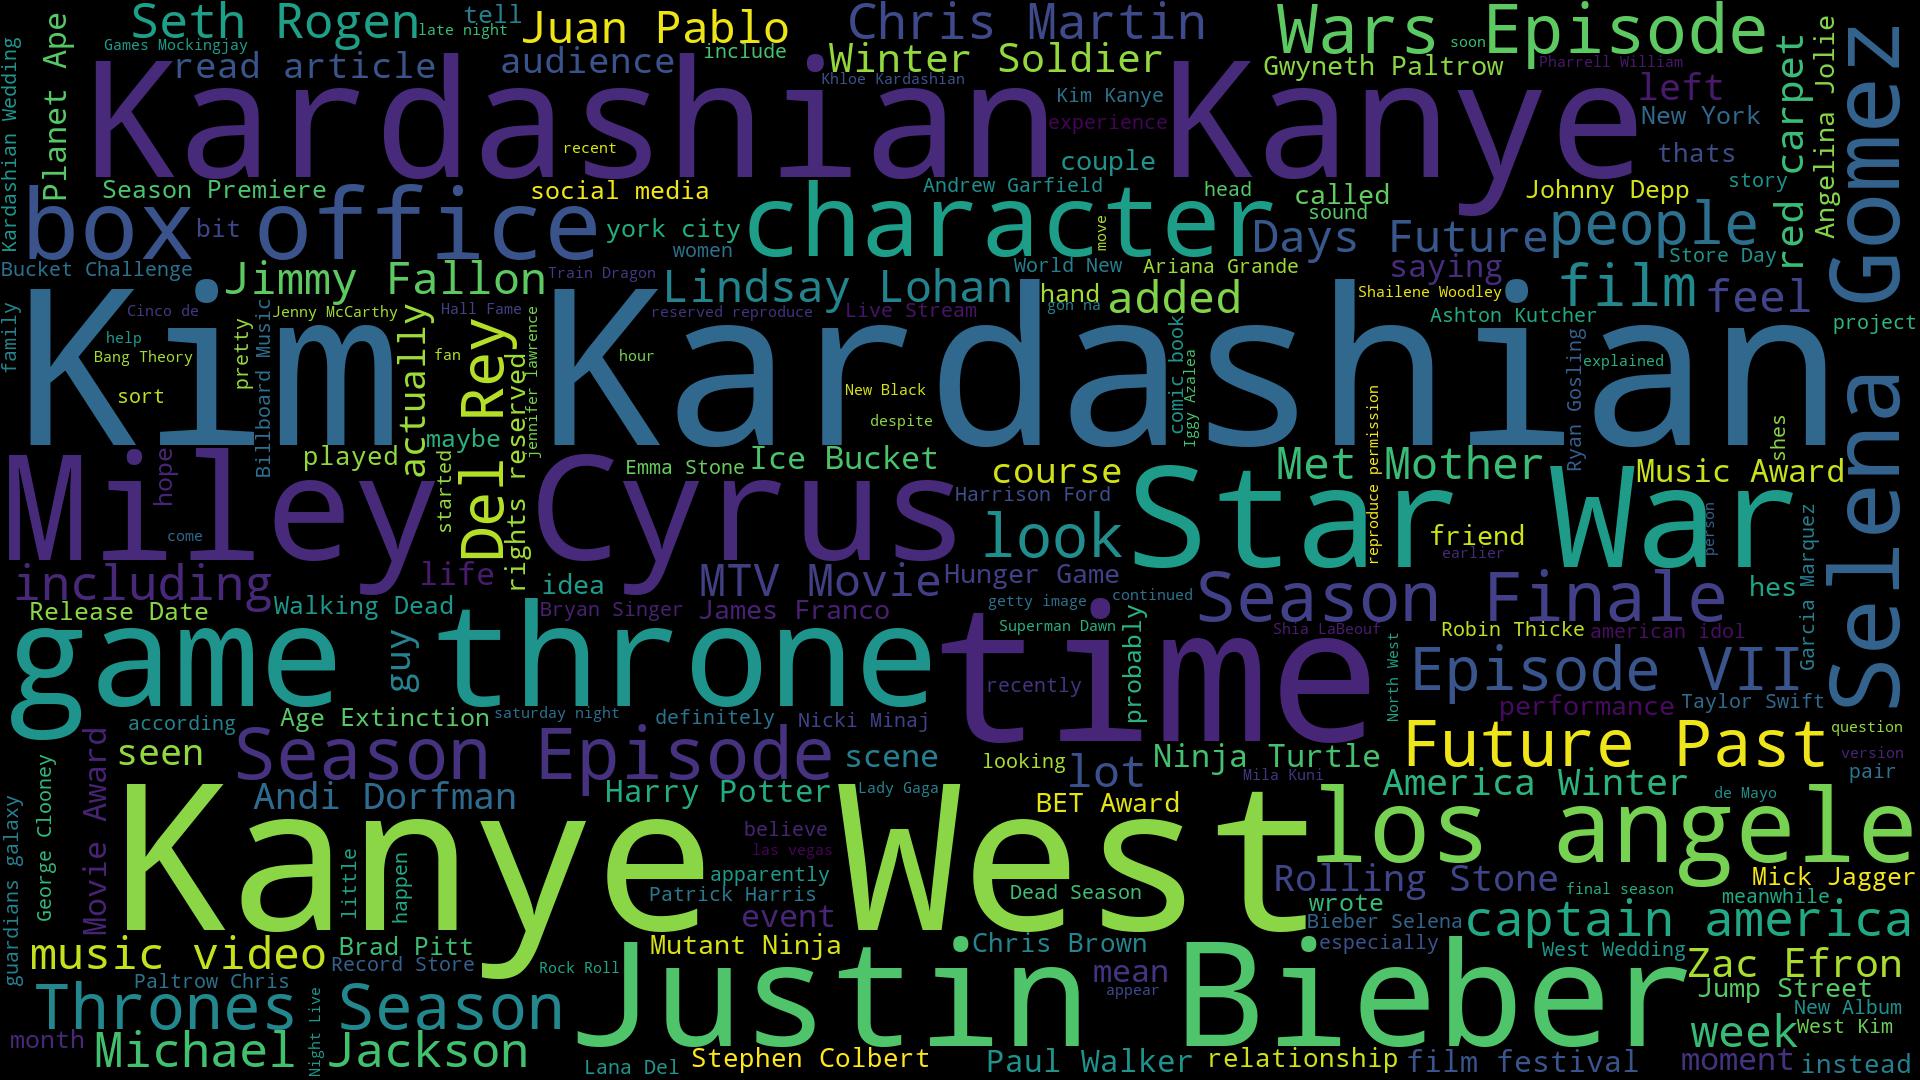 Seth Rogen
late night
tell
Juan Pablo
Chris Martin
Wars Episode
soon
Games Mockingjay
include
read article
audience
Winter Soldier
Khloe Kardashian
Gwyneth Paltrow
Pharrell William
Planet Ape
Kardashian Wedding
Kardashian
Kanye
Kim Kanye
experience
left
New York
red carpet
Angelina Jolie
Selena Gomez
recent
couple
thats
Season Premiere
social media
Andrew Garfield
head
called
Johnny Depp
story
box office
bit
york city
women
character
move
sound
Days Future
people
Store Day
Bucket Challenge
Jimmy Fallon
Train Dragon
Lindsay Lohan
World New
Ariana Grande
saying
film
feel
hand
added
Shailene Woodley
gon na
family
Cinco de
Billboard Music
Jenny McCarthy
Hall Fame
reserved reproduce
Live Stream
Ashton Kutcher
project
Kim
Kardashian
help
Bang Theory
pretty
actually
fan
Del Rey
rights reserved
jennifer lawrence
hour
sort
New Black
despite
comic book
Iggy Azalea
reproduce permission
Ryan Gosling
explained
shes
maybe
played
hope
started
Emma Stone
Ice Bucket
course
Met Mother
Music Award
Miley Cyrus
Harrison Ford
Star War
come
look
friend
earlier
person
Garcia Marquez
including
life
idea
MTV Movie
Hunger Game
Season Finale
hes
Release Date
Walking Dead
Bryan Singer
James Franco
getty image
continued
game throne
guy
time
Superman Dawn
probably
Shia LaBeouf
Robin Thicke
american idol
North West
Episode VII
recently
performance
Taylor Swift
according
Age Extinction
saturday night
definitely
Nicki Minaj
Future Past
question
Movie Award
seen
Season Episode
scene
looking
lot
Ninja Turtle
Mila Kuni
version
pair
George Clooney
guardians galaxy
Andi Dorfman
Harry Potter
Lady Gaga
BET Award
America Winter
de Mayo
Kanye West
los angele
believe
las vegas
little
happen
apparently
Patrick Harris
Dead Season
Rolling Stone
final season
Mick Jagger
event
wrote
meanwhile
Bieber Selena
captain america
music video
Brad Pitt
Mutant Ninja
Chris Brown
especially
West Wedding
Zac Efron
Record Store
Rock Roll
Justin Bieber
mean
appear
Paltrow Chris
Jump Street
Thrones Season
Night Live
New Album
month
Michael Jackson
week
West Kim
Lana Del
Stephen Colbert
Paul Walker
relationship
film festival
moment
instead